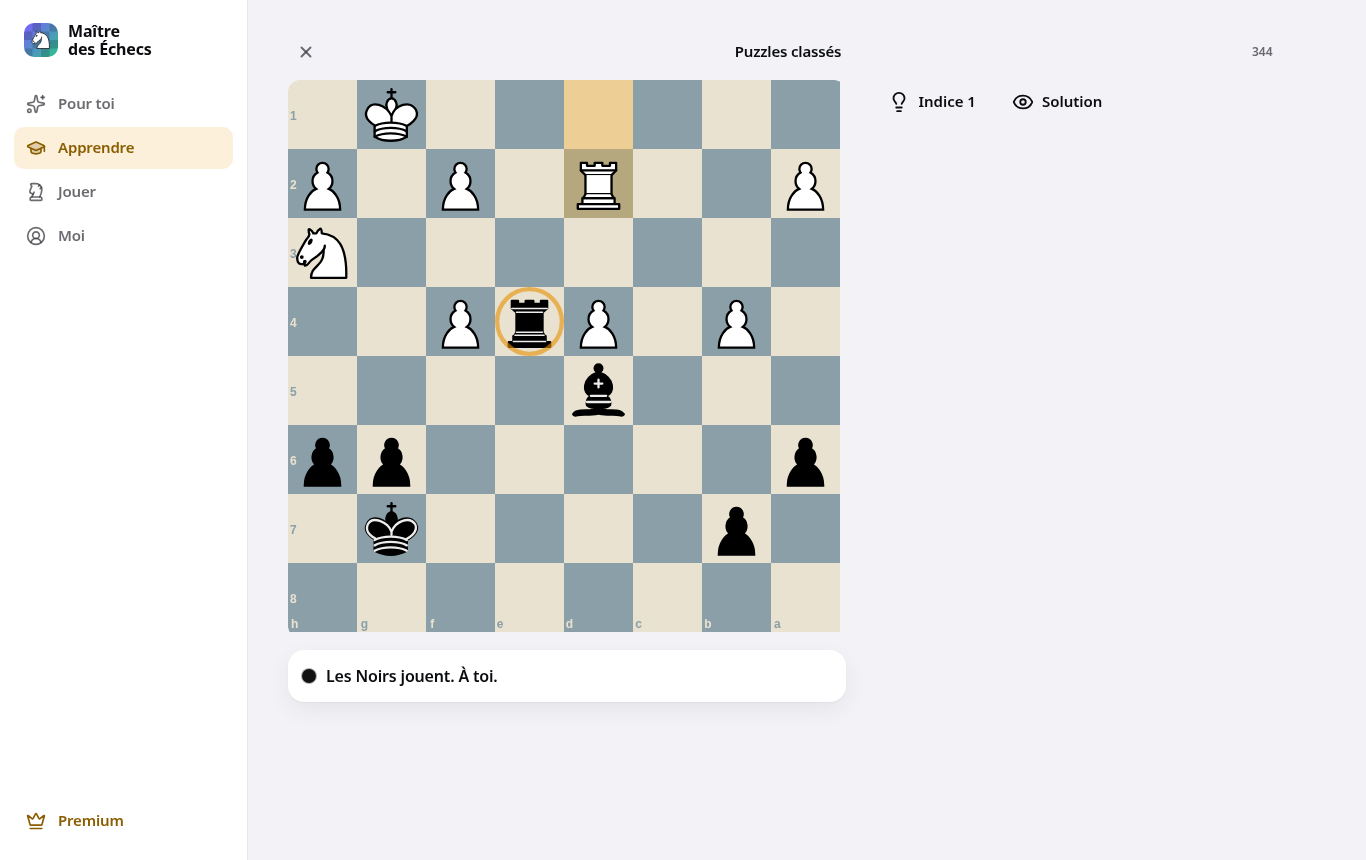 Maître
des Échecs
Pour toi
Apprendre
Jouer
Moi
Premium
Puzzles classés
344
Indice 1
Solution
1
2
3
4
5
6
7
8
h g f e d c b a
Les Noirs jouent. À toi.